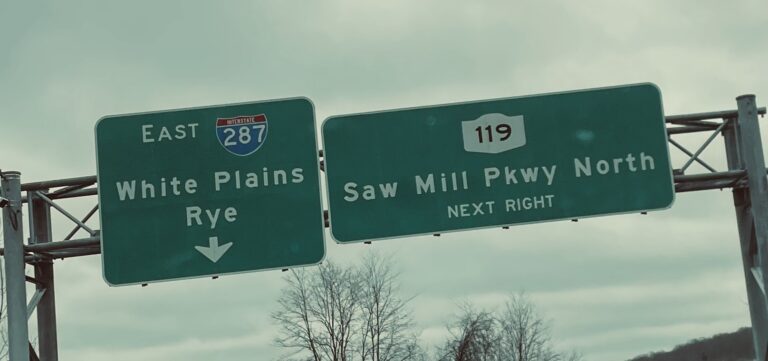 EAST INTERSTATE 287
White Plains
Rye
119
Saw Mill Pkwy North
NEXT RIGHT